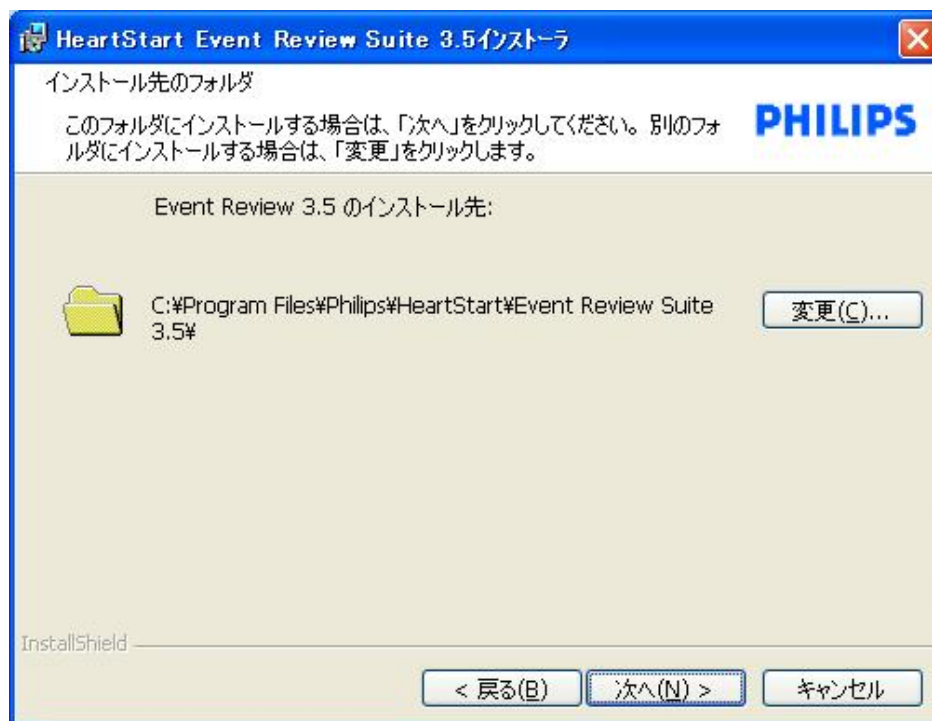 HeartStart Event Review Suite 3.5インストーラ
インストール先のフォルダ
このフォルダにインストールする場合は、「次へ」をクリックしてください。別のフォ
ルダにインストールする場合は、「変更」をクリックします。
PHILIPS
Event Review 3.5 のインストール先:
C:¥Program Files¥Philips¥HeartStart¥Event Review Suite
3.5¥
変更(C)...
InstallShield
< 戻る(B)
次へ(N) >
キャンセル